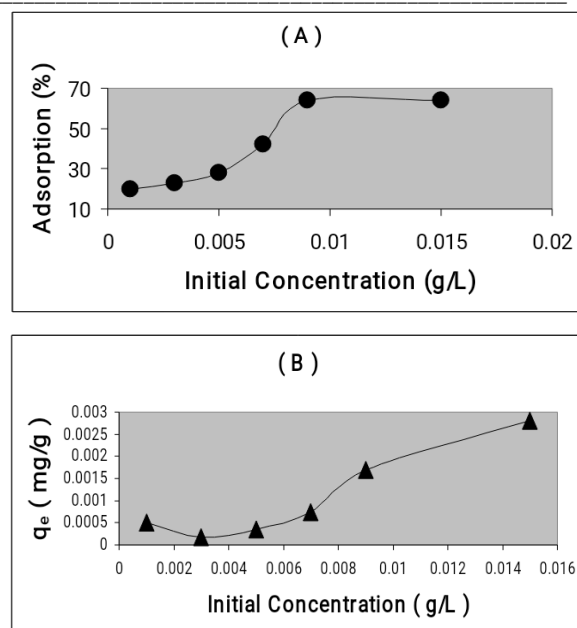 ( A )
Adsorption (%)
70
50
30
10
0 0.005 0.01 0.015 0.02
Initial Concentration (g/L)
( B )
qₑ ( mg/g )
0.003
0.0025
0.002
0.0015
0.001
0.0005
0
0 0.002 0.004 0.006 0.008 0.01 0.012 0.014 0.016
Initial Concentration ( g/L )